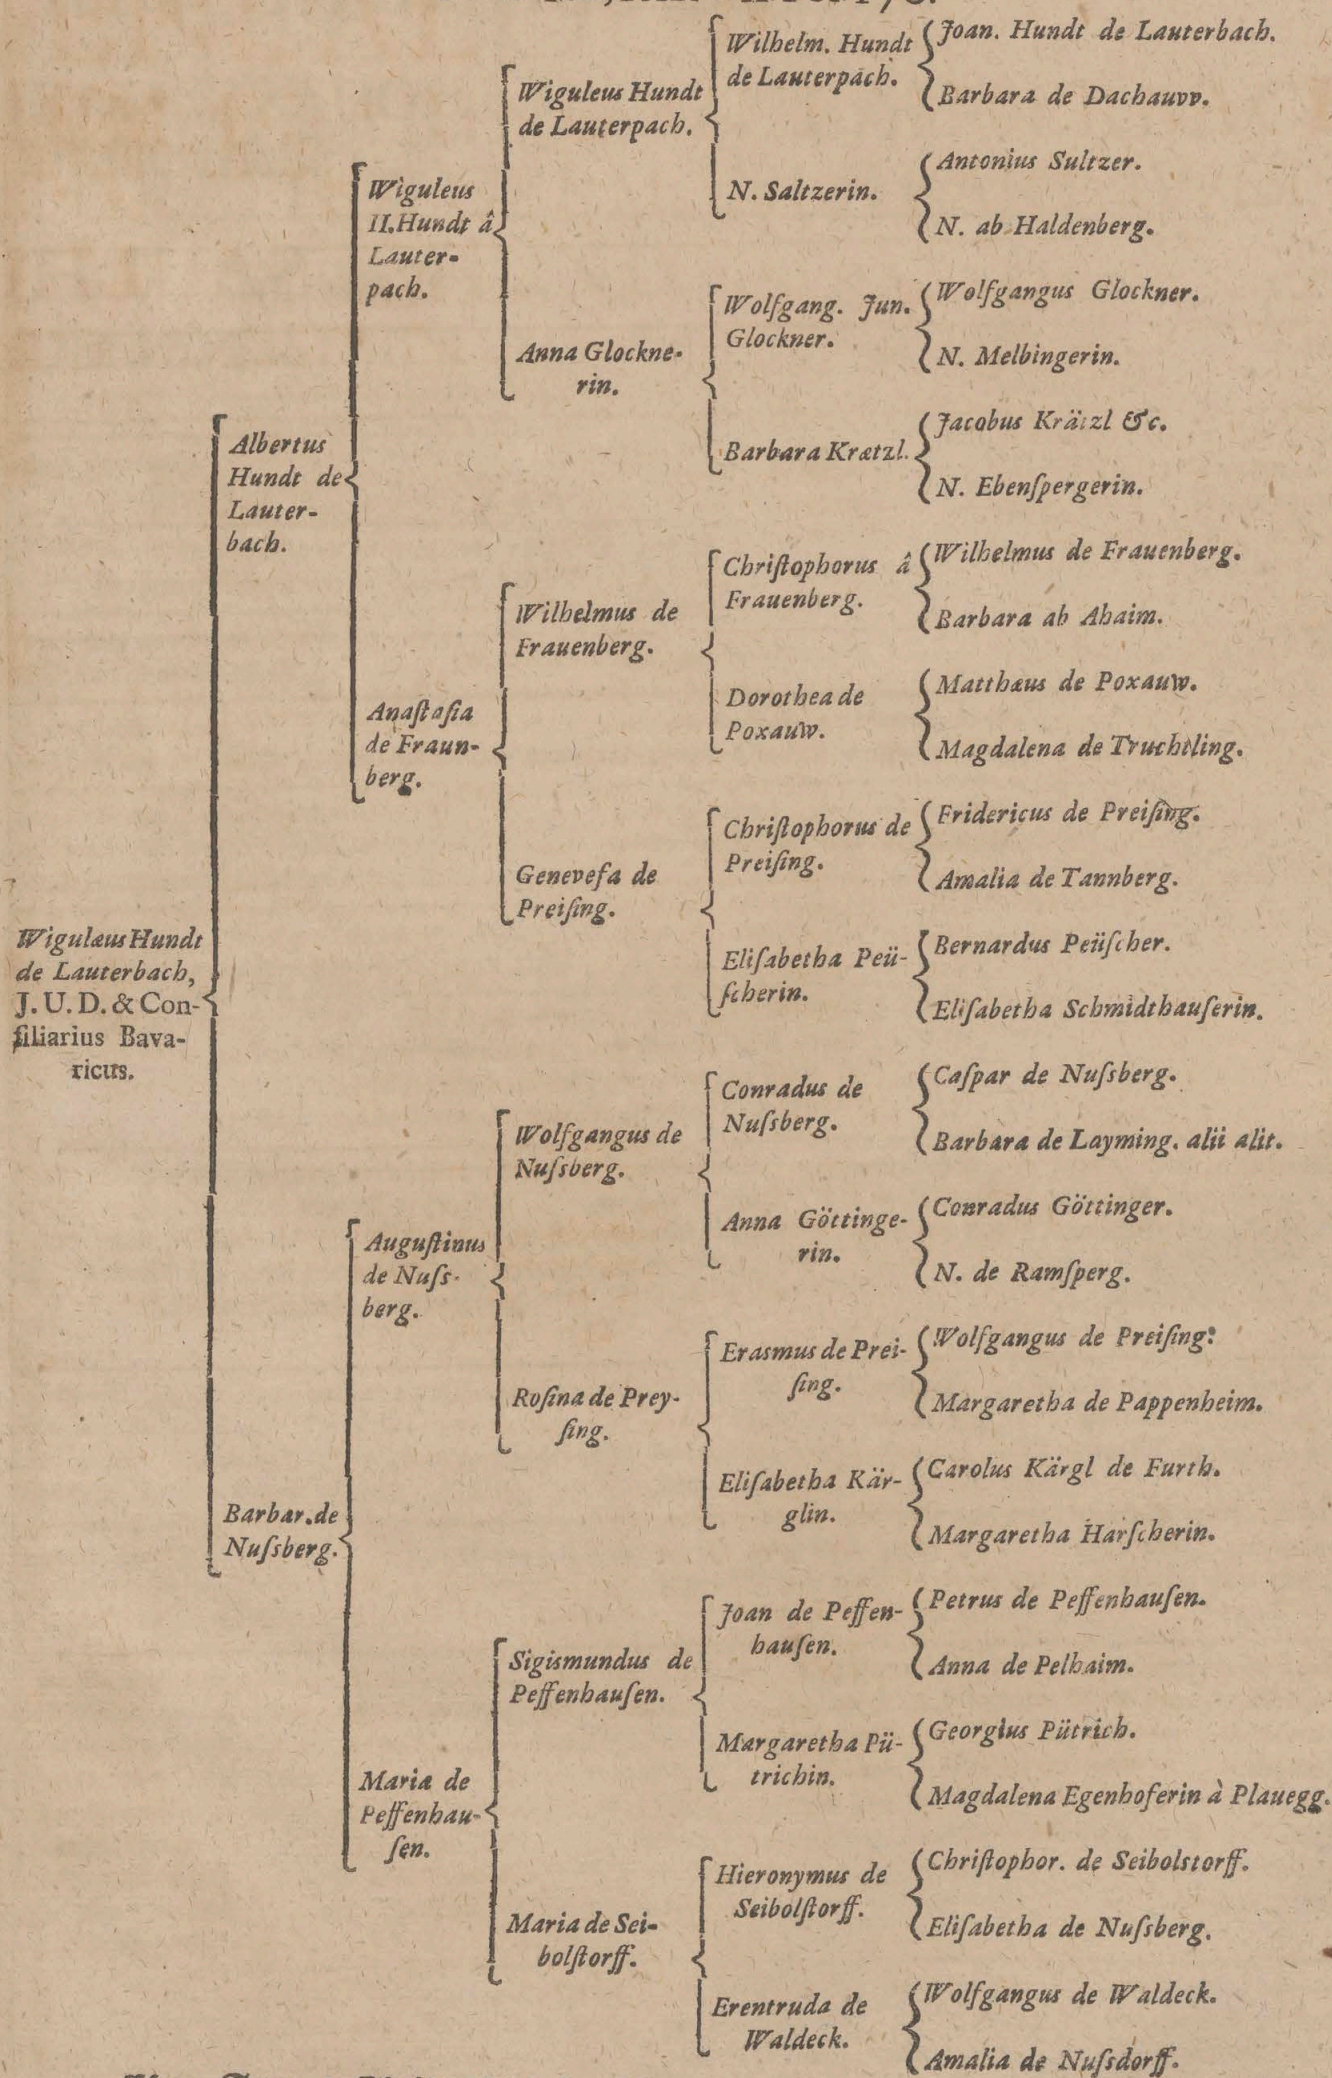 Wigulæus Hundt
de Lauterbach,
J. U. D. & Con-
siliarius Bava-
ricus.
Albertus
Hundt de
Lauter-
bach.
Barbar. de
Nuſsberg.
Wiguleus
II. Hundt â
Lauter-
pach.
Anaſtaſia
de Fraun-
berg.
Auguſtinus
de Nuſs-
berg.
Maria de
Peffenhau-
ſen.
Wiguleus Hundt
de Lauterpach.
Anna Glockne-
rin.
Wilhelmus de
Frauenberg.
Genevefa de
Preiſing.
Wolfgangus de
Nuſsberg.
Roſina de Prey-
ſing.
Sigismundus de
Peffenhauſen.
Maria de Sei-
bolſtorff.
Wilhelm. Hundt
de Lauterpach.
N. Saltzerin.
Wolfgang. Jun.
Glockner.
Barbara Krætzl.
Chriſtophorus â
Frauenberg.
Dorothea de
Poxauw.
Chriſtophorus de
Preiſing.
Eliſabetha Peü-
ſcherin.
Conradus de
Nuſsberg.
Anna Göttinge-
rin.
Erasmus de Prei-
ſing.
Eliſabetha Kär-
glin.
Joan de Peffen-
hauſen.
Margaretha Pü-
trichin.
Hieronymus de
Seibolſtorff.
Erentruda de
Waldeck.
Joan. Hundt de Lauterbach.
Barbara de Dachauvv.
Antonius Sultzer.
N. ab Haldenberg.
Wolfgangus Glockner.
N. Melbingerin.
Jacobus Krätzl &c.
N. Ebenſpergerin.
Wilhelmus de Frauenberg.
Barbara ab Ahaim.
Matthæus de Poxauw.
Magdalena de Truchtling.
Fridericus de Preiſing.
Amalia de Tannberg.
Bernardus Peüſcher.
Eliſabetha Schmidthauſerin.
Caſpar de Nuſsberg.
Barbara de Layming. alii alit.
Conradus Göttinger.
N. de Ramſperg.
Wolfgangus de Preiſing.
Margaretha de Pappenheim.
Carolus Kärgl de Furth.
Margaretha Harſcherin.
Petrus de Peffenhauſen.
Anna de Pelhaim.
Georgius Pütrich.
Magdalena Egenhoferin à Plauegg.
Chriſtophor. de Seibolstorff.
Eliſabetha de Nuſsberg.
Wolfgangus de Waldeck.
Amalia de Nuſsdorff.